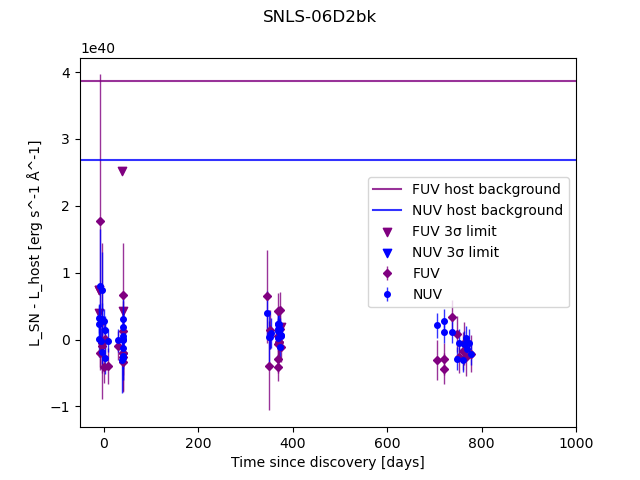 SNLS-06D2bk
1e40
4
3
2
1
0
−1
L_SN - L_host [erg s^-1 Å^-1]
FUV host background
NUV host background
FUV 3σ limit
NUV 3σ limit
FUV
NUV
0 200 400 600 800 1000
Time since discovery [days]